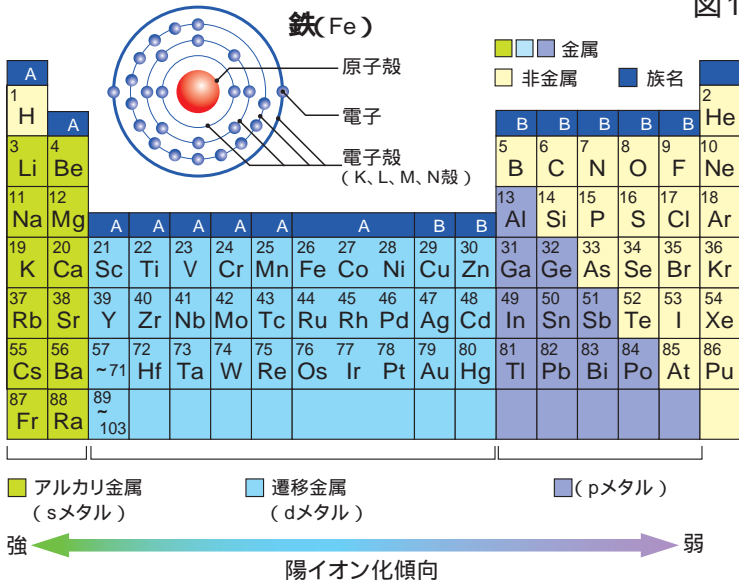 図1
鉄(Fe)
原子殻
電子
電子殻
(K、L、M、N殻)
金属
非金属 族名
A
1 2
H A B B B B B He
3 4 5 6 7 8 9 10
Li Be B C N O F Ne
11 12 13 14 15 16 17 18
Na Mg A A A A A A B B Al Si P S Cl Ar
19 20 21 22 23 24 25 26 27 28 29 30 31 32 33 34 35 36
K Ca Sc Ti V Cr Mn Fe Co Ni Cu Zn Ga Ge As Se Br Kr
37 38 39 40 41 42 43 44 45 46 47 48 49 50 51 52 53 54
Rb Sr Y Zr Nb Mo Tc Ru Rh Pd Ag Cd In Sn Sb Te I Xe
55 56 57 72 73 74 75 76 77 78 79 80 81 82 83 84 85 86
Cs Ba ~71 Hf Ta W Re Os Ir Pt Au Hg Tl Pb Bi Po At Pu
87 88 89
Fr Ra ~
103
アルカリ金属 遷移金属 (pメタル)
(sメタル) (dメタル)
強 弱
陽イオン化傾向